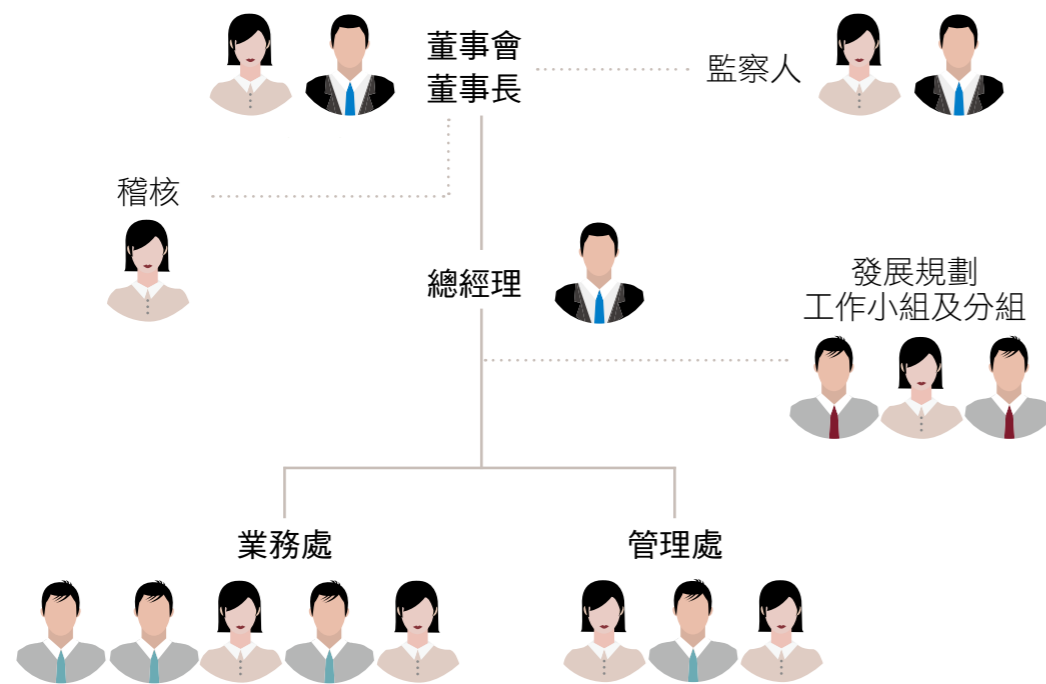 董事會
董事長
監察人
稽核
總經理
發展規劃
工作小組及分組
業務處
管理處